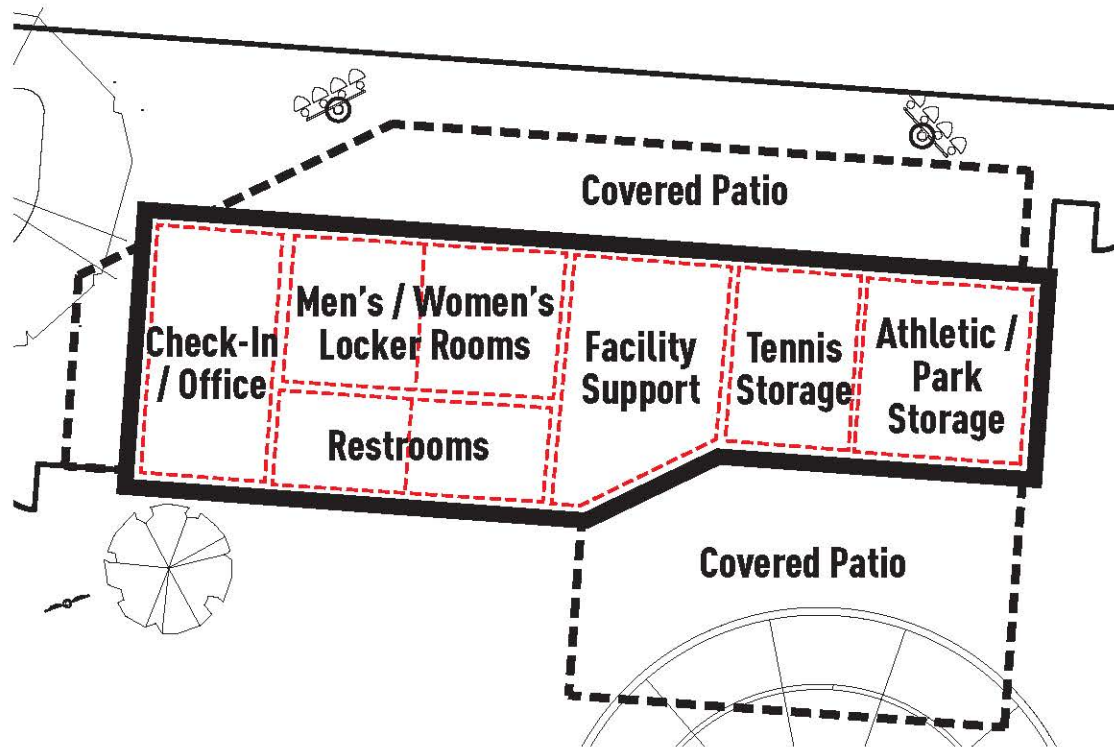 Covered Patio
Check-In
/ Office
Men's / Women's
Locker Rooms
Restrooms
Facility
Support
Tennis
Storage
Athletic /
Park
Storage
Covered Patio